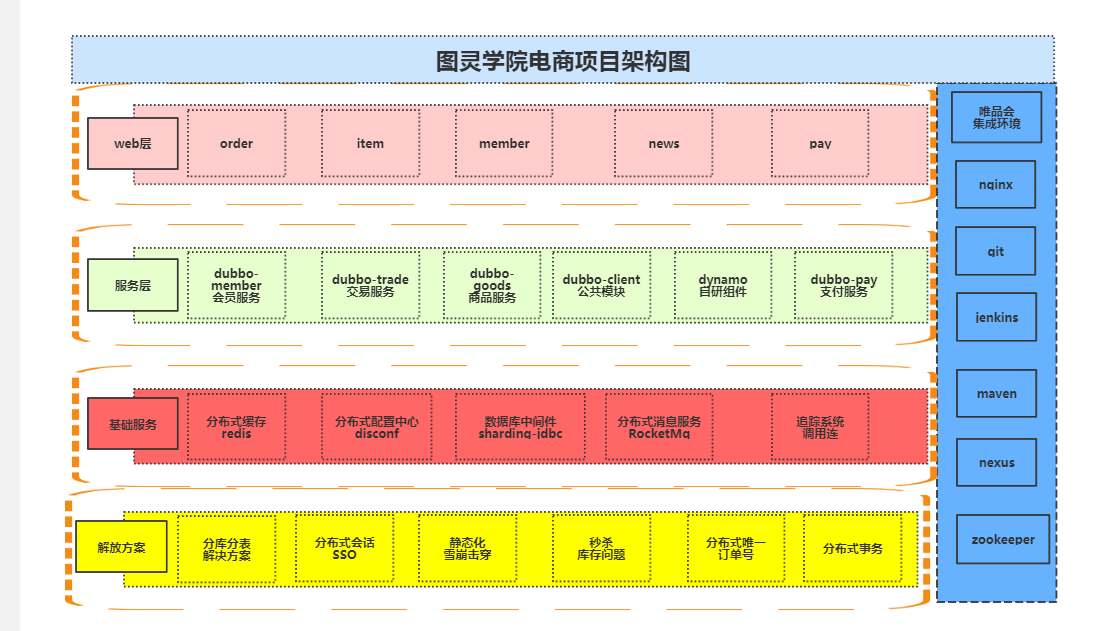 图灵学院电商项目架构图
web层
order
item
member
news
pay
服务层
dubbo-
member
会员服务
dubbo-trade
交易服务
dubbo-
goods
商品服务
dubbo-client
公共模块
dynamo
自研组件
dubbo-pay
支付服务
基础服务
分布式缓存
redis
分布式配置中心
disconf
数据库中间件
sharding-jdbc
分布式消息服务
RocketMq
追踪系统
调用连
解放方案
分库分表
解决方案
分布式会话
SSO
静态化
雪崩击穿
秒杀
库存问题
分布式唯一
订单号
分布式事务
唯品会
集成环境
nginx
git
jenkins
maven
nexus
zookeeper